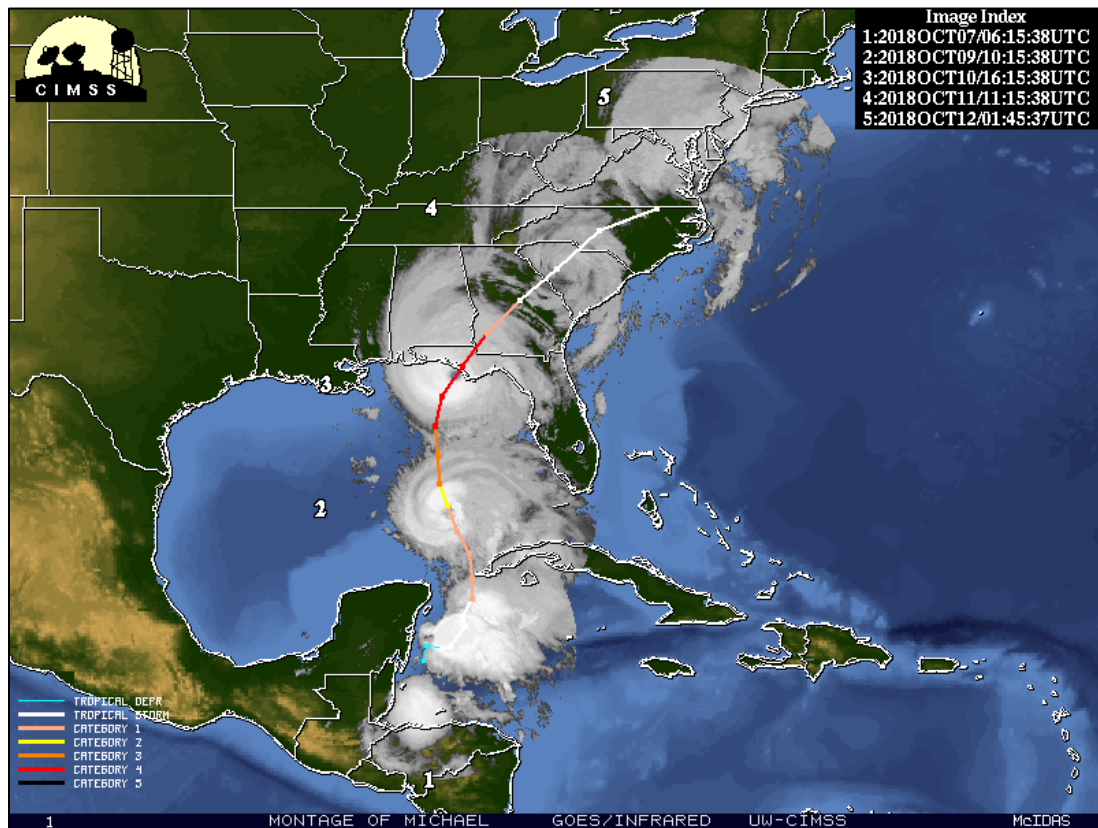 Image Index
1:2018OCT07/06:15:38UTC
2:2018OCT09/10:15:38UTC
3:2018OCT10/16:15:38UTC
4:2018OCT11/11:15:38UTC
5:2018OCT12/01:45:37UTC
CIMSS
5
4
3
2
1
TROPICAL DEPR
TROPICAL STORM
CATEGORY 1
CATEGORY 2
CATEGORY 3
CATEGORY 4
CATEGORY 5
1 MONTAGE OF MICHAEL GOES/INFRARED UW-CIMSS McIDAS